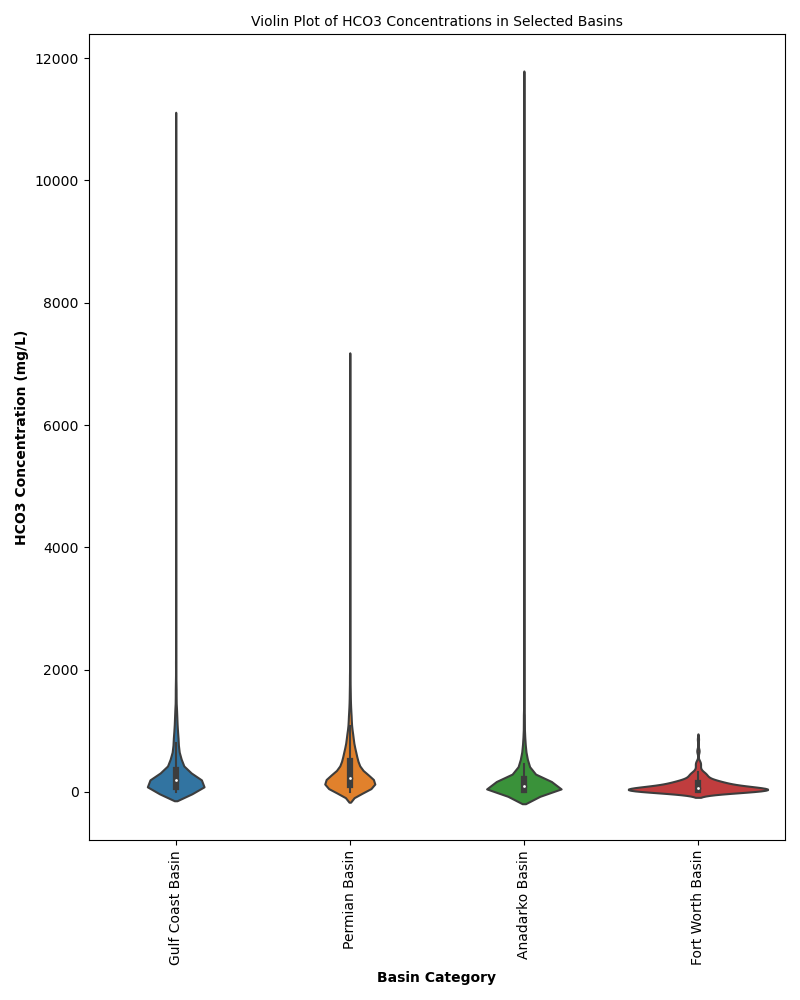 Violin Plot of HCO3 Concentrations in Selected Basins
12000
10000
8000
6000
4000
2000
0
HCO3 Concentration (mg/L)
Gulf Coast Basin
Permian Basin
Anadarko Basin
Fort Worth Basin
Basin Category